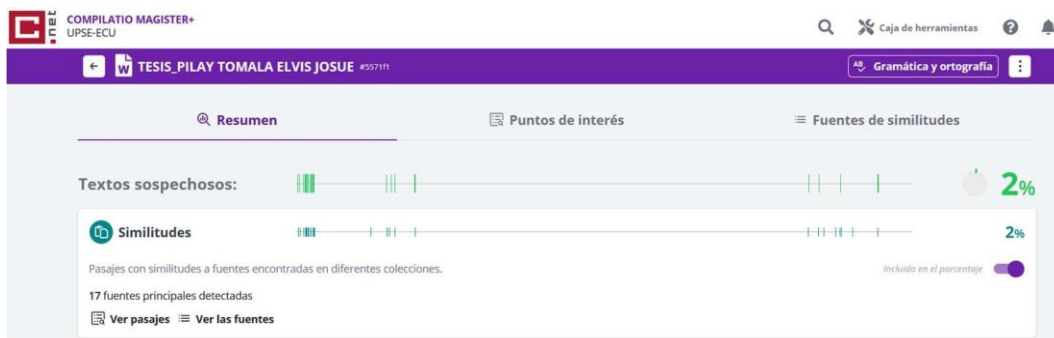 C.net
COMPILATIO MAGISTER+
UPSE-ECU
Caja de herramientas
TESIS_PILAY TOMALA ELVIS JOSUE #5571f1
Gramática y ortografía
Resumen
Puntos de interés
Fuentes de similitudes
Textos sospechosos:
2%
Similitudes
2%
Pasajes con similitudes a fuentes encontradas en diferentes colecciones.
Incluido en el porcentaje
17 fuentes principales detectadas
Ver pasajes Ver las fuentes